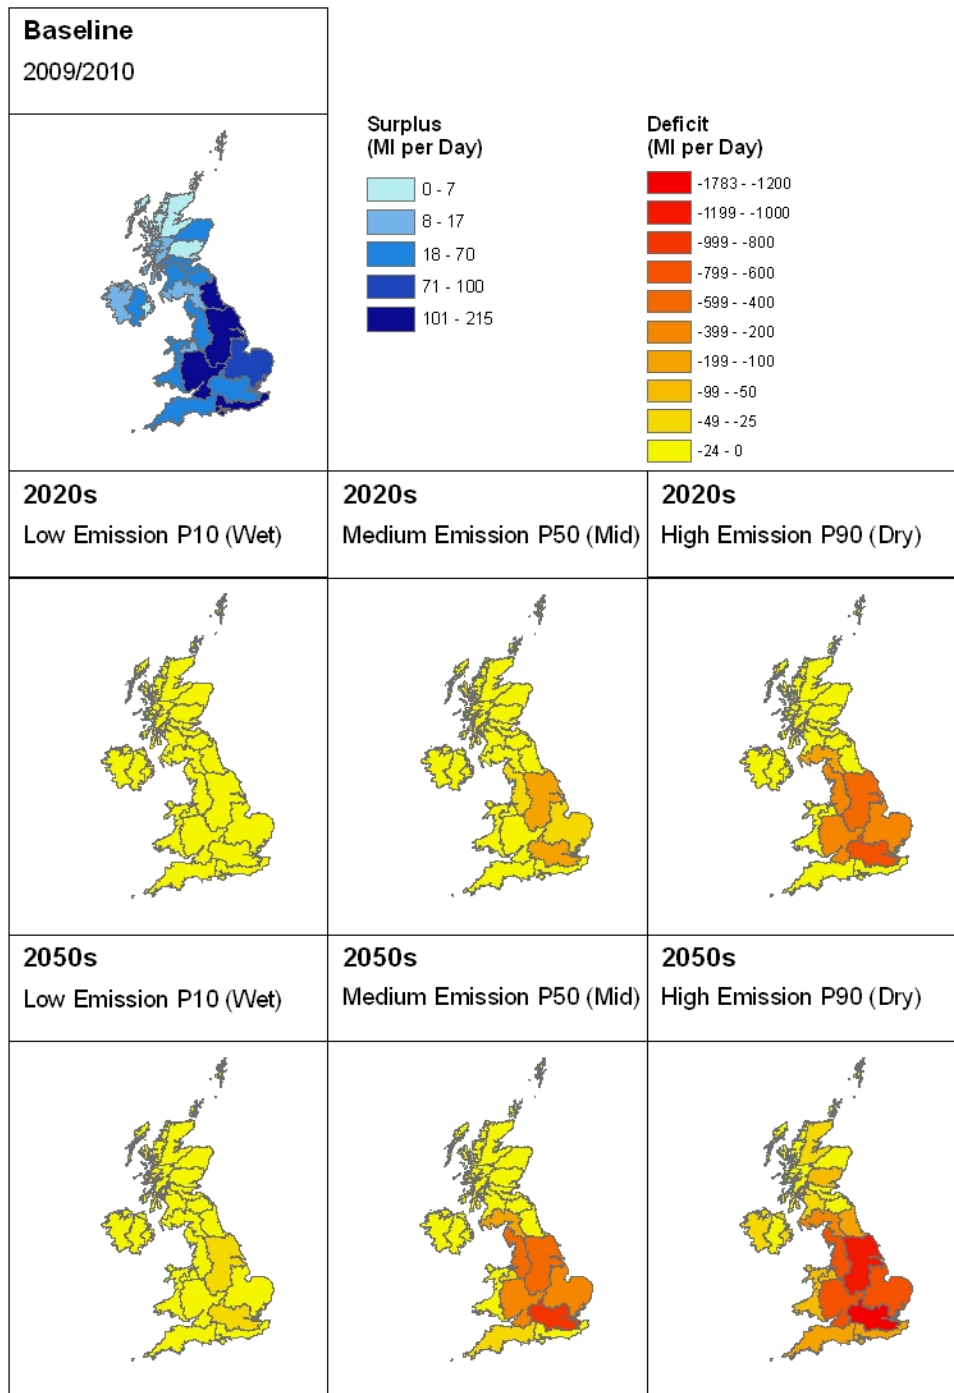 Baseline
2009/2010
Surplus
(Ml per Day)
0 - 7
8 - 17
18 - 70
71 - 100
101 - 215
Deficit
(Ml per Day)
-1783 - -1200
-1199 - -1000
-999 - -800
-799 - -600
-599 - -400
-399 - -200
-199 - -100
-99 - -50
-49 - -25
-24 - 0
2020s
Low Emission P10 (Wet)
2020s
Medium Emission P50 (Mid)
2020s
High Emission P90 (Dry)
2050s
Low Emission P10 (Wet)
2050s
Medium Emission P50 (Mid)
2050s
High Emission P90 (Dry)